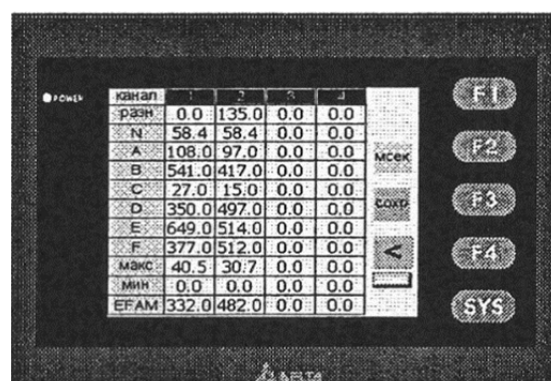 POWER
канал 1 2 3 4
разн 0.0 135.0 0.0 0.0
N 58.4 58.4 0.0 0.0
A 108.0 97.0 0.0 0.0
B 541.0 417.0 0.0 0.0
C 27.0 15.0 0.0 0.0
D 350.0 497.0 0.0 0.0
E 649.0 514.0 0.0 0.0
F 377.0 512.0 0.0 0.0
макс 40.5 30.7 0.0 0.0
мин 0.0 0.0 0.0 0.0
EFAM 332.0 482.0 0.0 0.0
мсек
сохр
<
F1
F2
F3
F4
SYS
DELTA